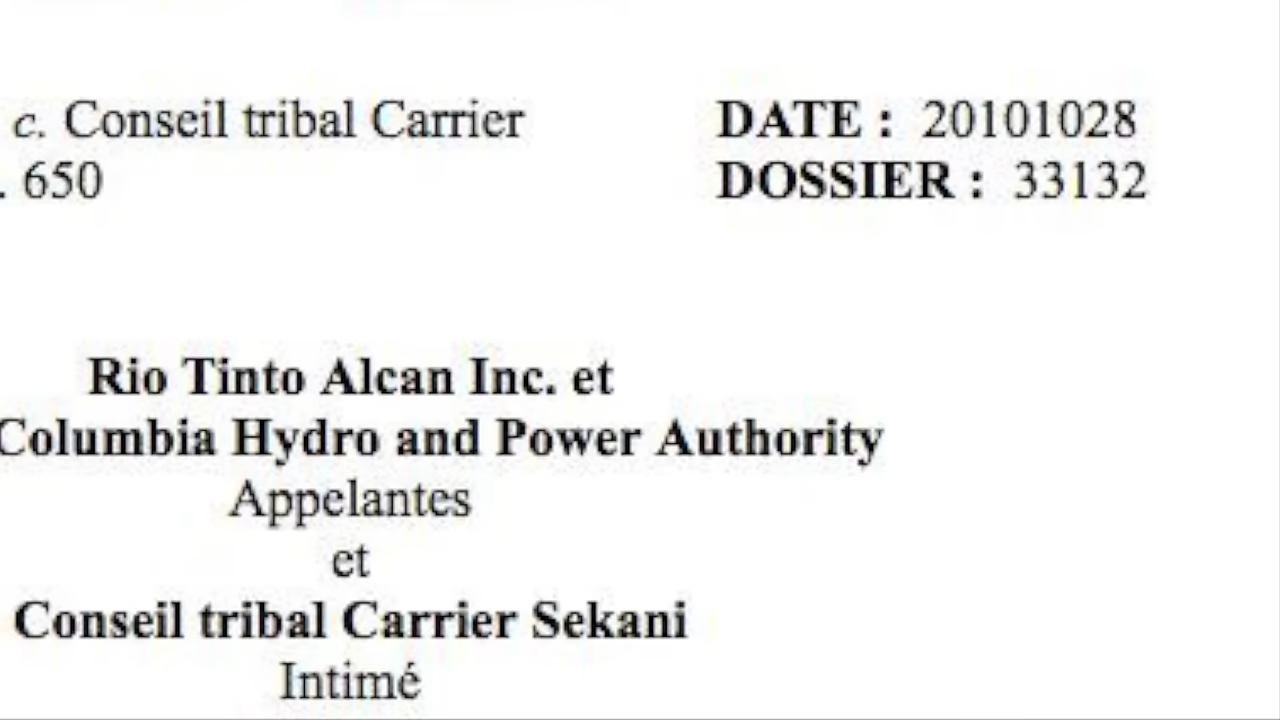 c. Conseil tribal Carrier DATE : 20101028
. 650 DOSSIER : 33132
Rio Tinto Alcan Inc. et
Columbia Hydro and Power Authority
Appelantes
et
Conseil tribal Carrier Sekani
Intimé